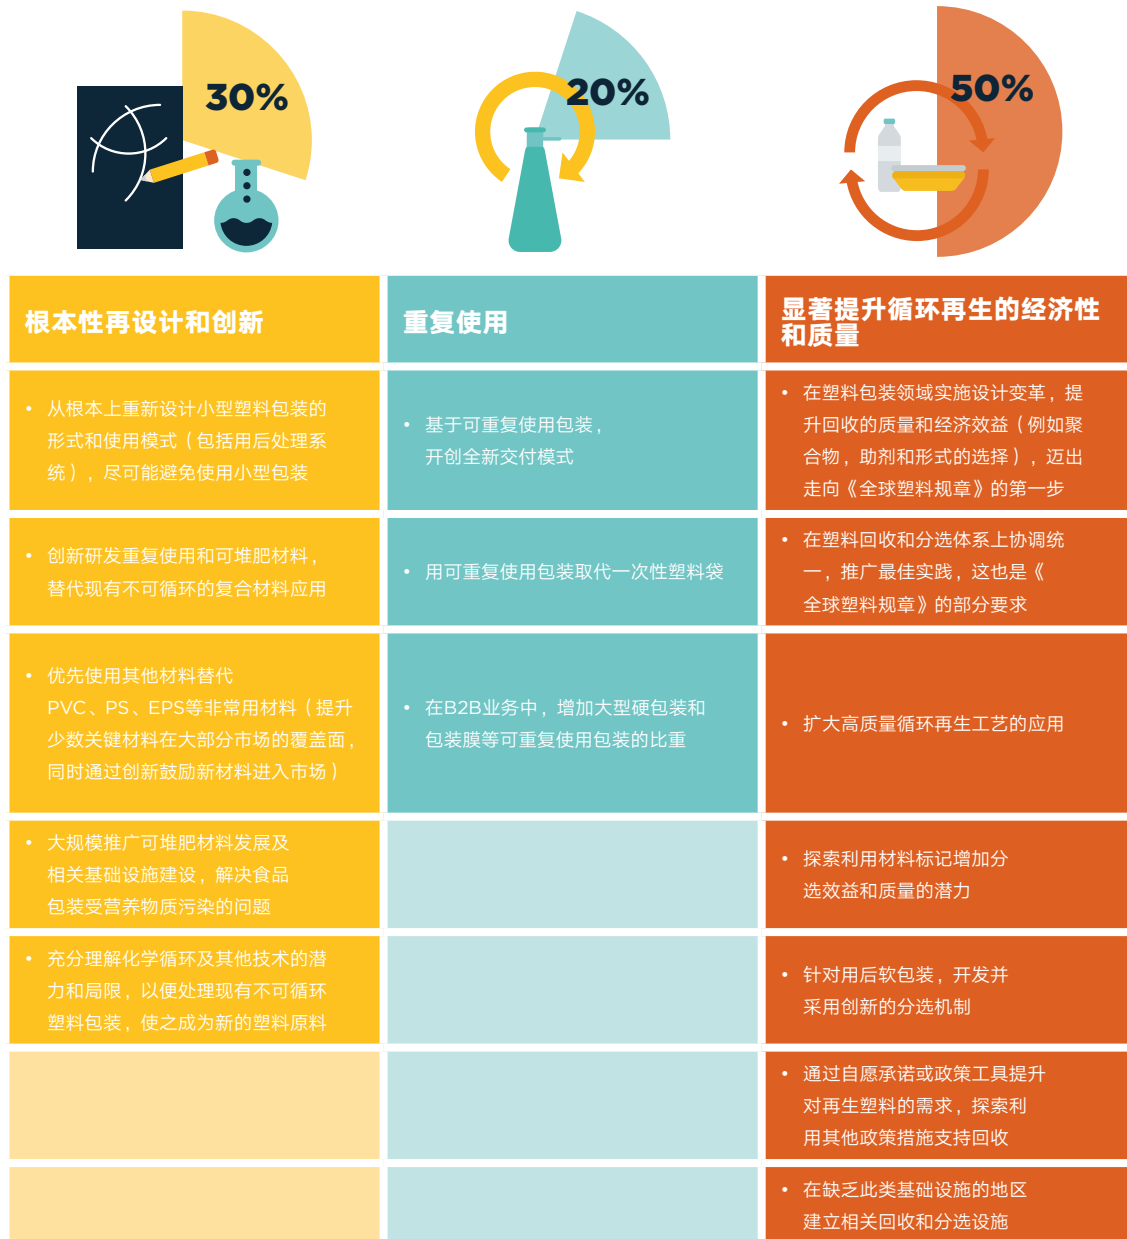 30%
20%
50%
根本性再设计和创新
重复使用
显著提升循环再生的经济性
和质量
• 从根本上重新设计小型塑料包装的
形式和使用模式（包括用后处理系
统），尽可能避免使用小型包装
• 基于可重复使用包装，
开创全新交付模式
• 在塑料包装领域实施设计变革，提
升回收的质量和经济效益（例如聚
合物，助剂和形式的选择），迈出
走向《全球塑料规章》的第一步
• 创新研发重复使用和可堆肥材料，
替代现有不可循环的复合材料应用
• 用可重复使用包装取代一次性塑料袋
• 在塑料回收和分选体系上协调统
一，推广最佳实践，这也是《
全球塑料规章》的部分要求
• 优先使用其他材料替代
PVC、PS、EPS等非常用材料（提升
少数关键材料在大部分市场的覆盖面，
同时通过创新鼓励新材料进入市场）
• 在B2B业务中，增加大型硬包装和
包装膜等可重复使用包装的比重
• 扩大高质量循环再生工艺的应用
• 大规模推广可堆肥材料发展及
相关基础设施建设，解决食品
包装受营养物质污染的问题
• 探索利用材料标记增加分
选效益和质量的潜力
• 充分理解化学循环及其他技术的潜
力和局限，以便处理现有不可循环
塑料包装，使之成为新的塑料原料
• 针对用后软包装，开发并
采用创新的分选机制
• 通过自愿承诺或政策工具提升
对再生塑料的需求，探索利
用其他政策措施支持回收
• 在缺乏此类基础设施的地区
建立相关回收和分选设施